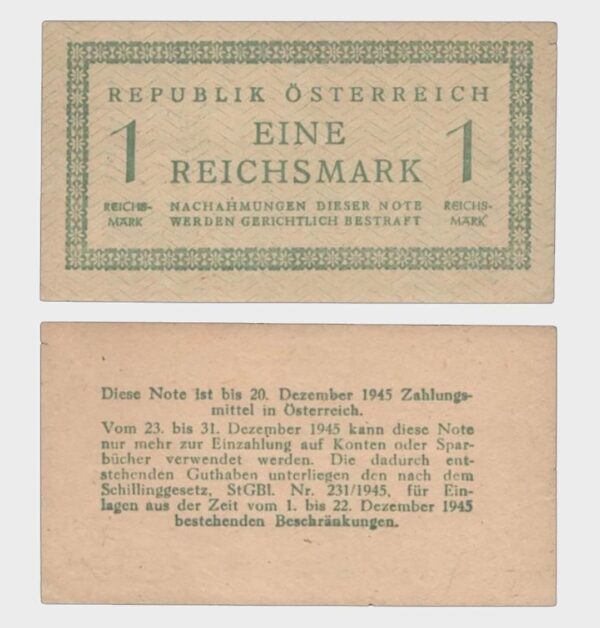 REPUBLIK ÖSTERREICH
1 EINE 1
REICHSMARK
REICHS- NACHAHMUNGEN DIESER NOTE REICHS-
MARK WERDEN GERICHTLICH BESTRAFT MARK
Diese Note ist bis 20. Dezember 1945 Zahlungs-
mittel in Österreich.
Vom 23. bis 31. Dezember 1945 kann diese Note
nur mehr zur Einzahlung auf Konten oder Spar-
bücher verwendet werden. Die dadurch ent-
stehenden Guthaben unterliegen den nach dem
Schillinggesetz, StGBl. Nr. 231/1945, für Ein-
lagen aus der Zeit vom 1. bis 22. Dezember 1945
bestehenden Beschränkungen.